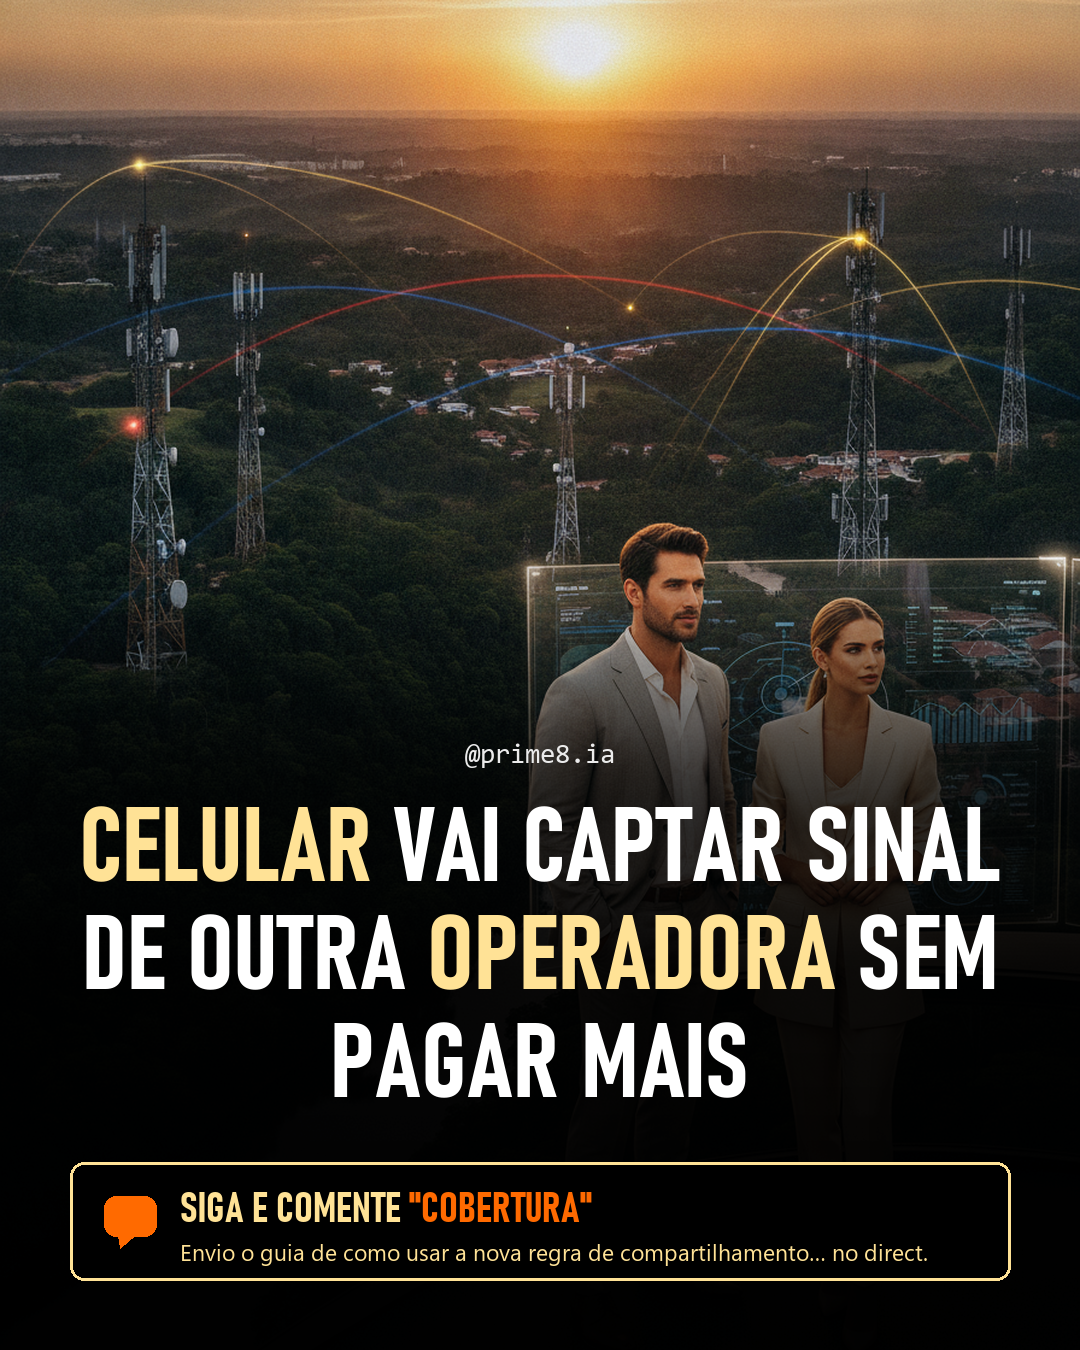 @prime8.ia
CELULAR VAI CAPTAR SINAL
DE OUTRA OPERADORA SEM
PAGAR MAIS
SIGA E COMENTE "COBERTURA"
Envio o guia de como usar a nova regra de compartilhamento... no direct.